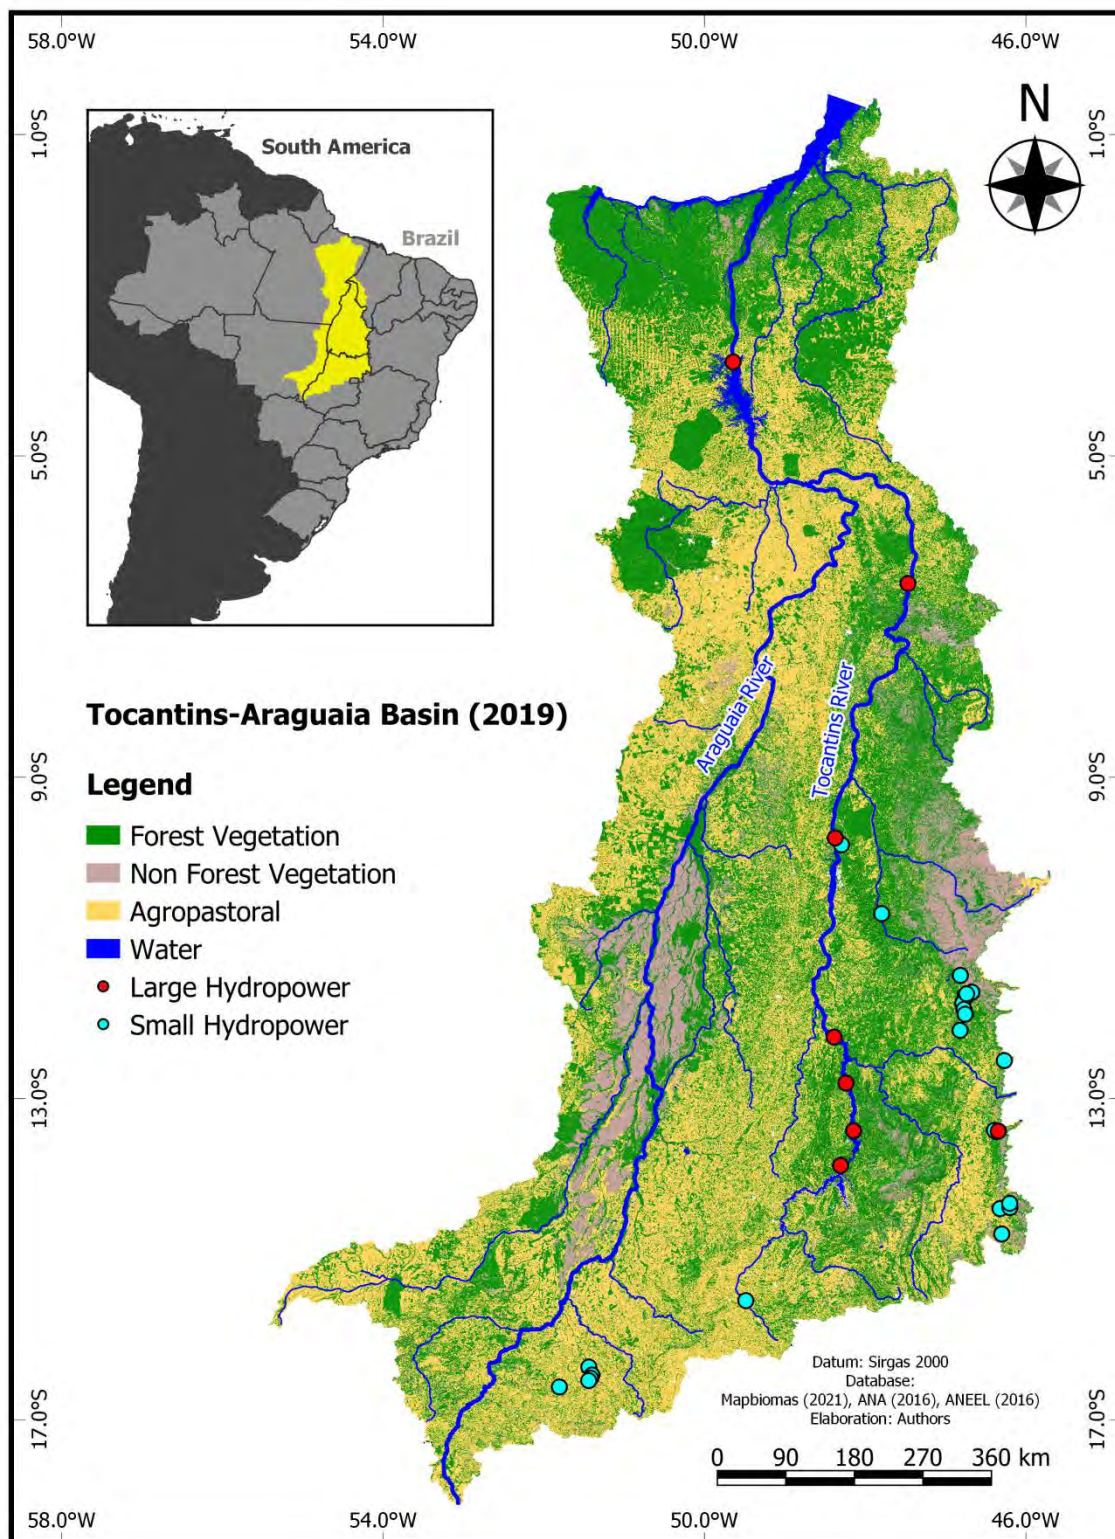 58.0°W 54.0°W 50.0°W 46.0°W
N
1.0°S 1.0°S
South America
Brazil
5.0°S 5.0°S
Araguaia River
Tocantins River
Tocantins-Araguaia Basin (2019)
9.0°S 9.0°S
Legend
Forest Vegetation
Non Forest Vegetation
Agropastoral
Water
Large Hydropower
Small Hydropower
13.0°S 13.0°S
Datum: Sirgas 2000
Database:
Mapbiomas (2021), ANA (2016), ANEEL (2016)
Elaboration: Authors
17.0°S 17.0°S
0 90 180 270 360 km
58.0°W 54.0°W 50.0°W 46.0°W